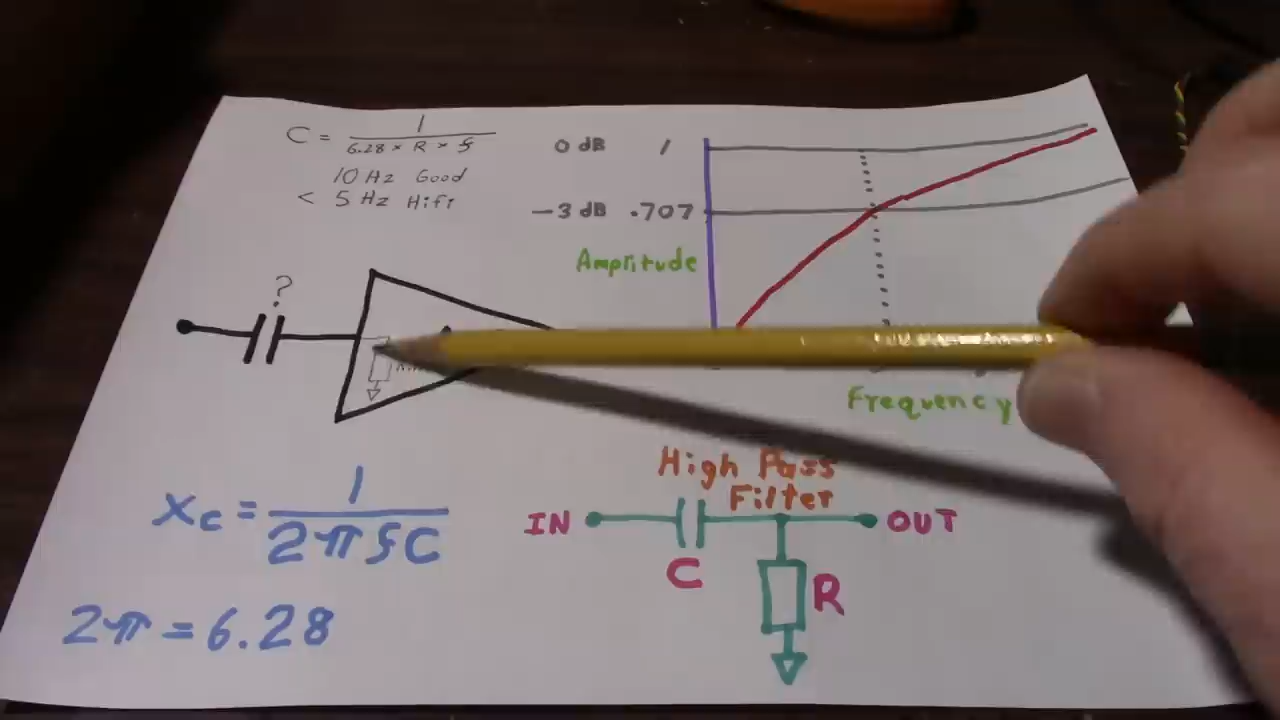 C = 1 / 6.28 × R × f
10 Hz Good
< 5 Hz Hifi
0 dB 1
-3 dB .707
Amplitude
?
Frequency
Xc = 1 / 2π f C
2π = 6.28
High Pass
Filter
IN
OUT
C
R